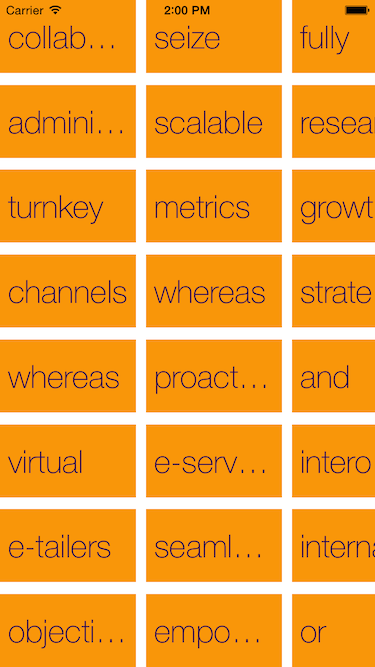 Carrier 2:00 PM
collab... seize fully
admini... scalable resea
turnkey metrics growt
channels whereas strate
whereas proact... and
virtual e-serv... intero
e-tailers seaml... interna
objecti... empo... or